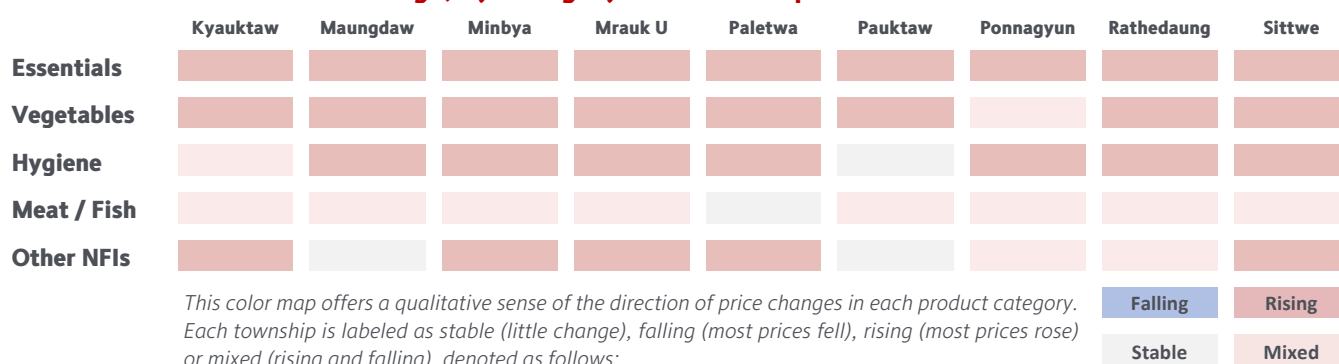 Kyauktaw Maungdaw Minbya Mrauk U Paletwa Pauktaw Ponnagyun Rathedaung Sittwe
Essentials
Vegetables
Hygiene
Meat / Fish
Other NFIs
This color map offers a qualitative sense of the direction of price changes in each product category.
Each township is labeled as stable (little change), falling (most prices fell), rising (most prices rose)
or mixed (rising and falling), denoted as follows:
Falling Rising
Stable Mixed